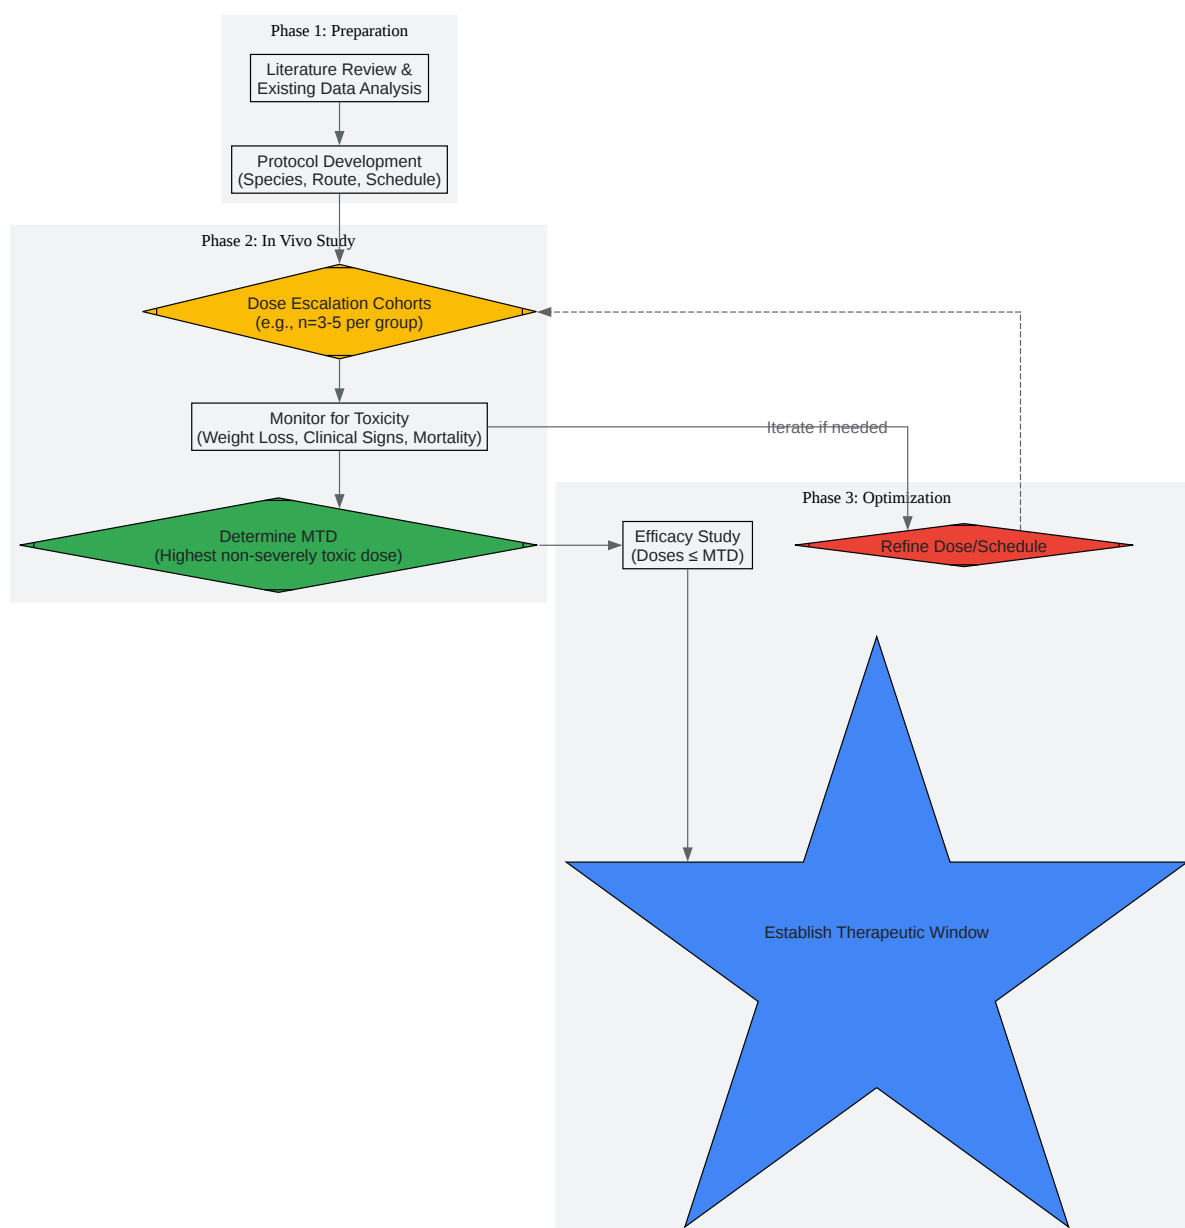 Phase 1: Preparation
Literature Review &
Existing Data Analysis
Protocol Development
(Species, Route, Schedule)
Phase 2: In Vivo Study
Dose Escalation Cohorts
(e.g., n=3-5 per group)
Monitor for Toxicity
(Weight Loss, Clinical Signs, Mortality)
Iterate if needed
Determine MTD
(Highest non-severely toxic dose)
Phase 3: Optimization
Efficacy Study
(Doses ≤ MTD)
Refine Dose/Schedule
Establish Therapeutic Window